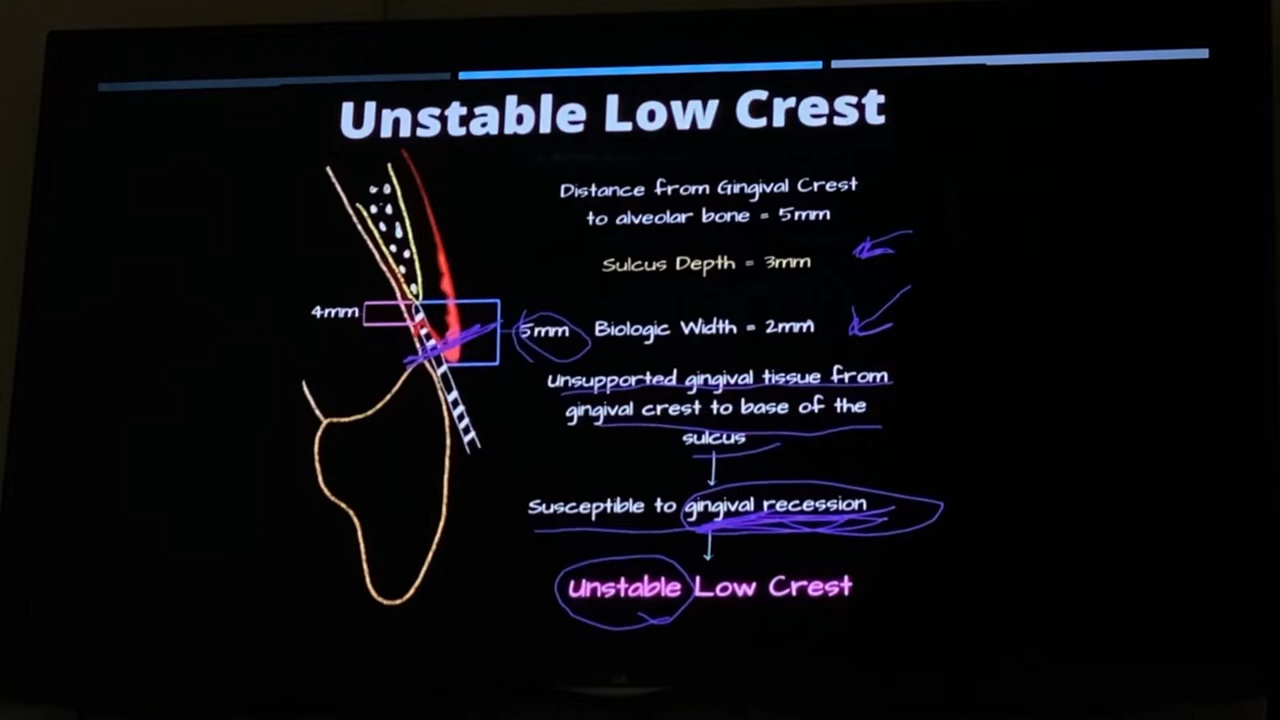 Unstable Low Crest
Distance from Gingival Crest
to alveolar bone = 5mm
Sulcus Depth = 3mm
4mm
5mm
Biologic Width = 2mm
Unsupported gingival tissue from
gingival crest to base of the
sulcus
Susceptible to gingival recession
Unstable Low Crest